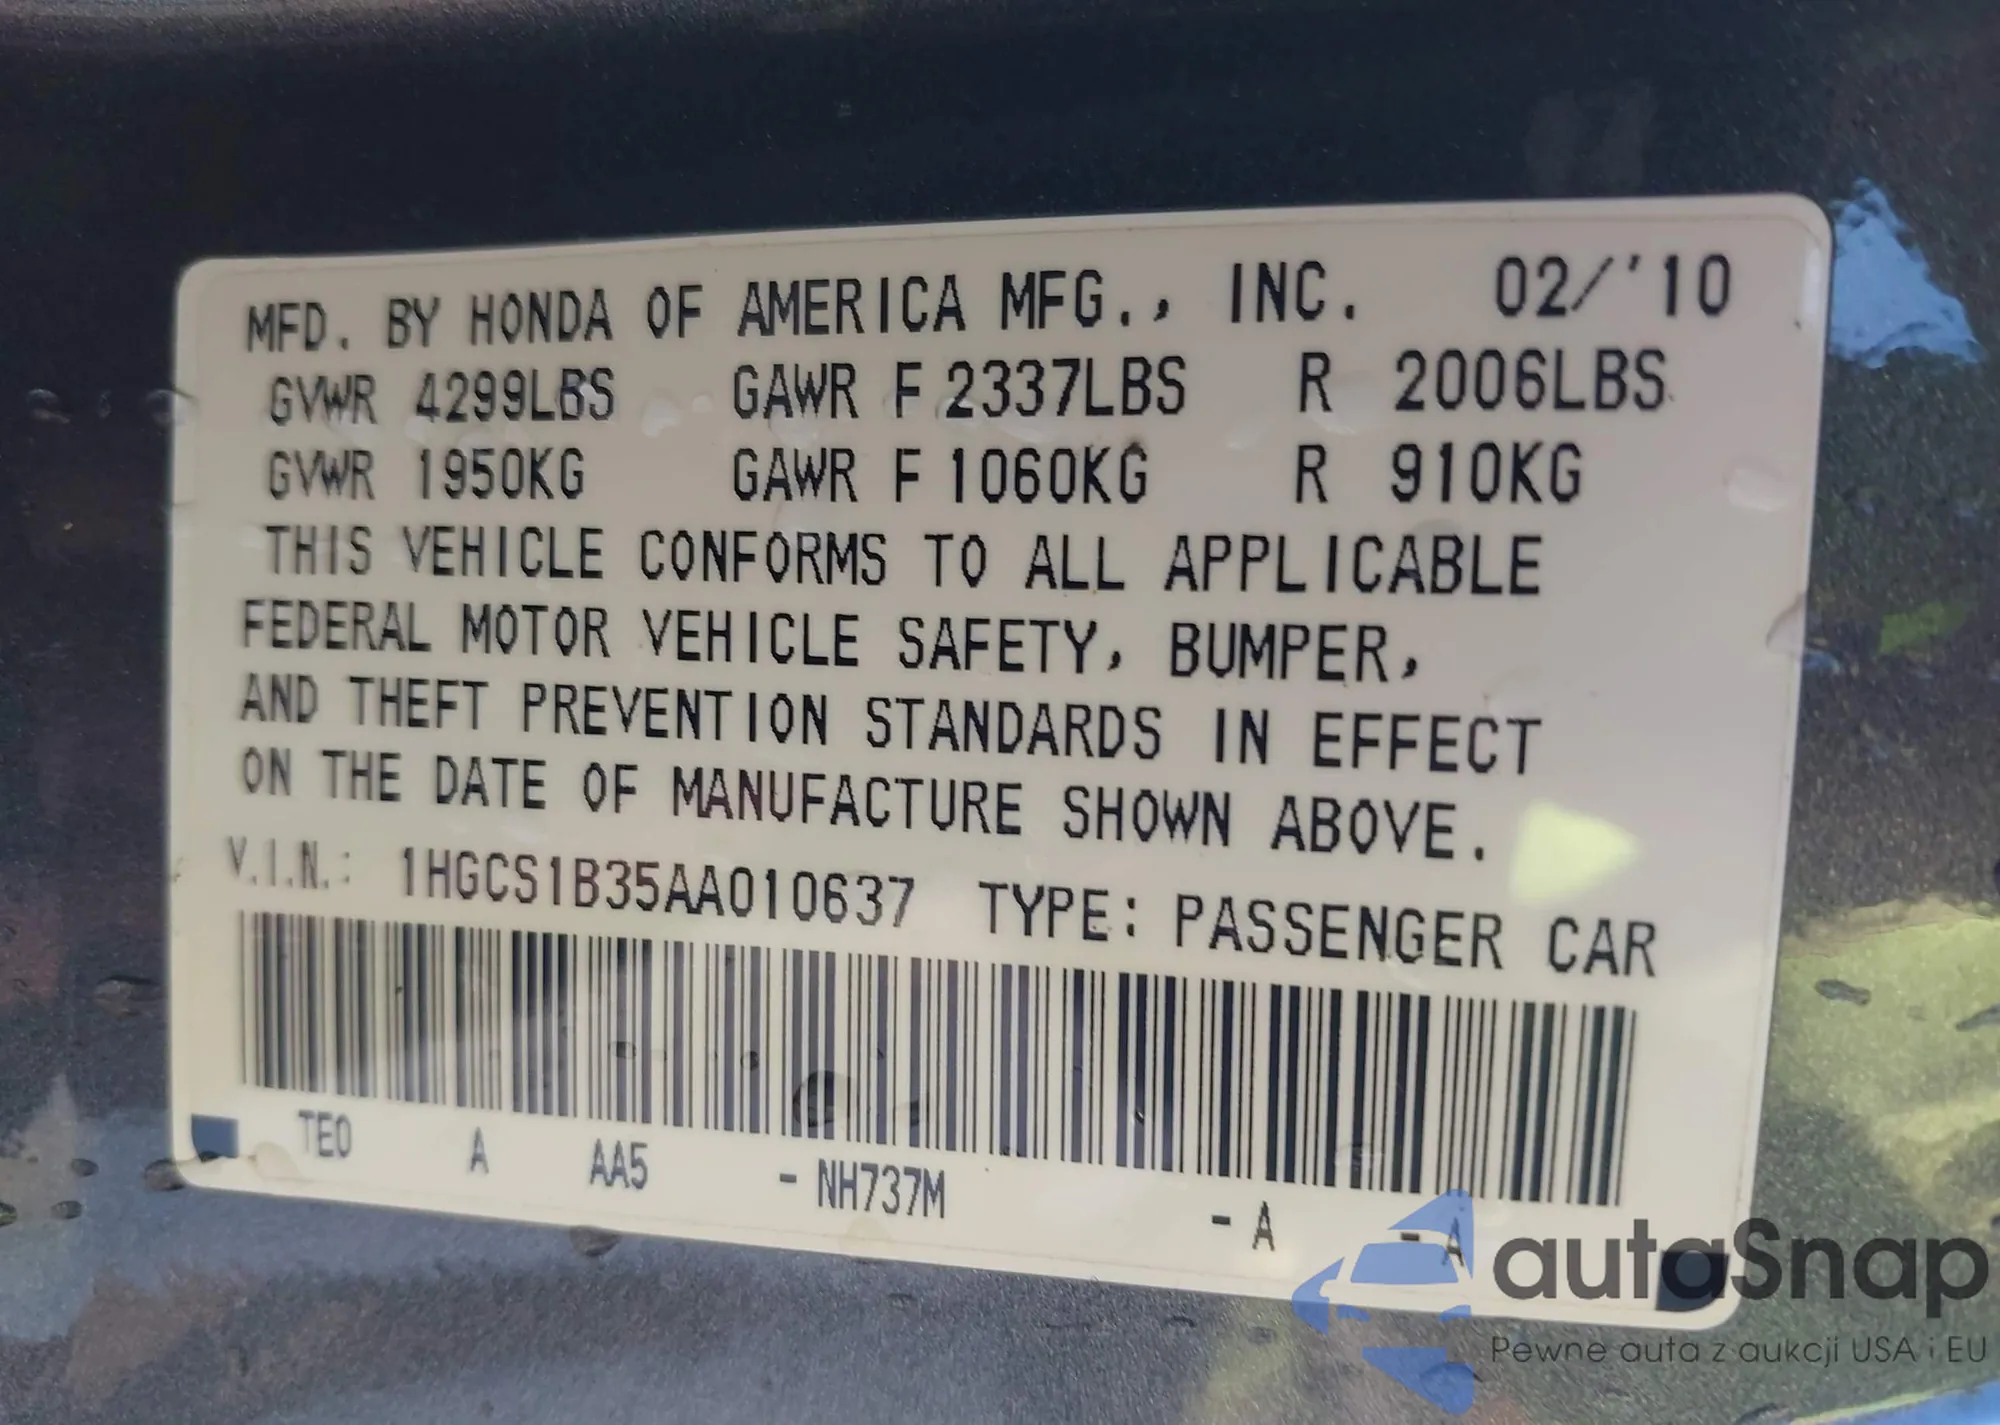 MFD. BY HONDA OF AMERICA MFG., INC. 02/'10
GVWR 4299LBS GAWR F 2337LBS R 2006LBS
GVWR 1950KG GAWR F 1060KG R 910KG
THIS VEHICLE CONFORMS TO ALL APPLICABLE
FEDERAL MOTOR VEHICLE SAFETY, BUMPER,
AND THEFT PREVENTION STANDARDS IN EFFECT
ON THE DATE OF MANUFACTURE SHOWN ABOVE.
V.I.N.: 1HGCS1B35AA010637 TYPE: PASSENGER CAR
TE0 A AA5 - NH737M - A - A
autaSnap
Pewne auta z aukcji USA i EU